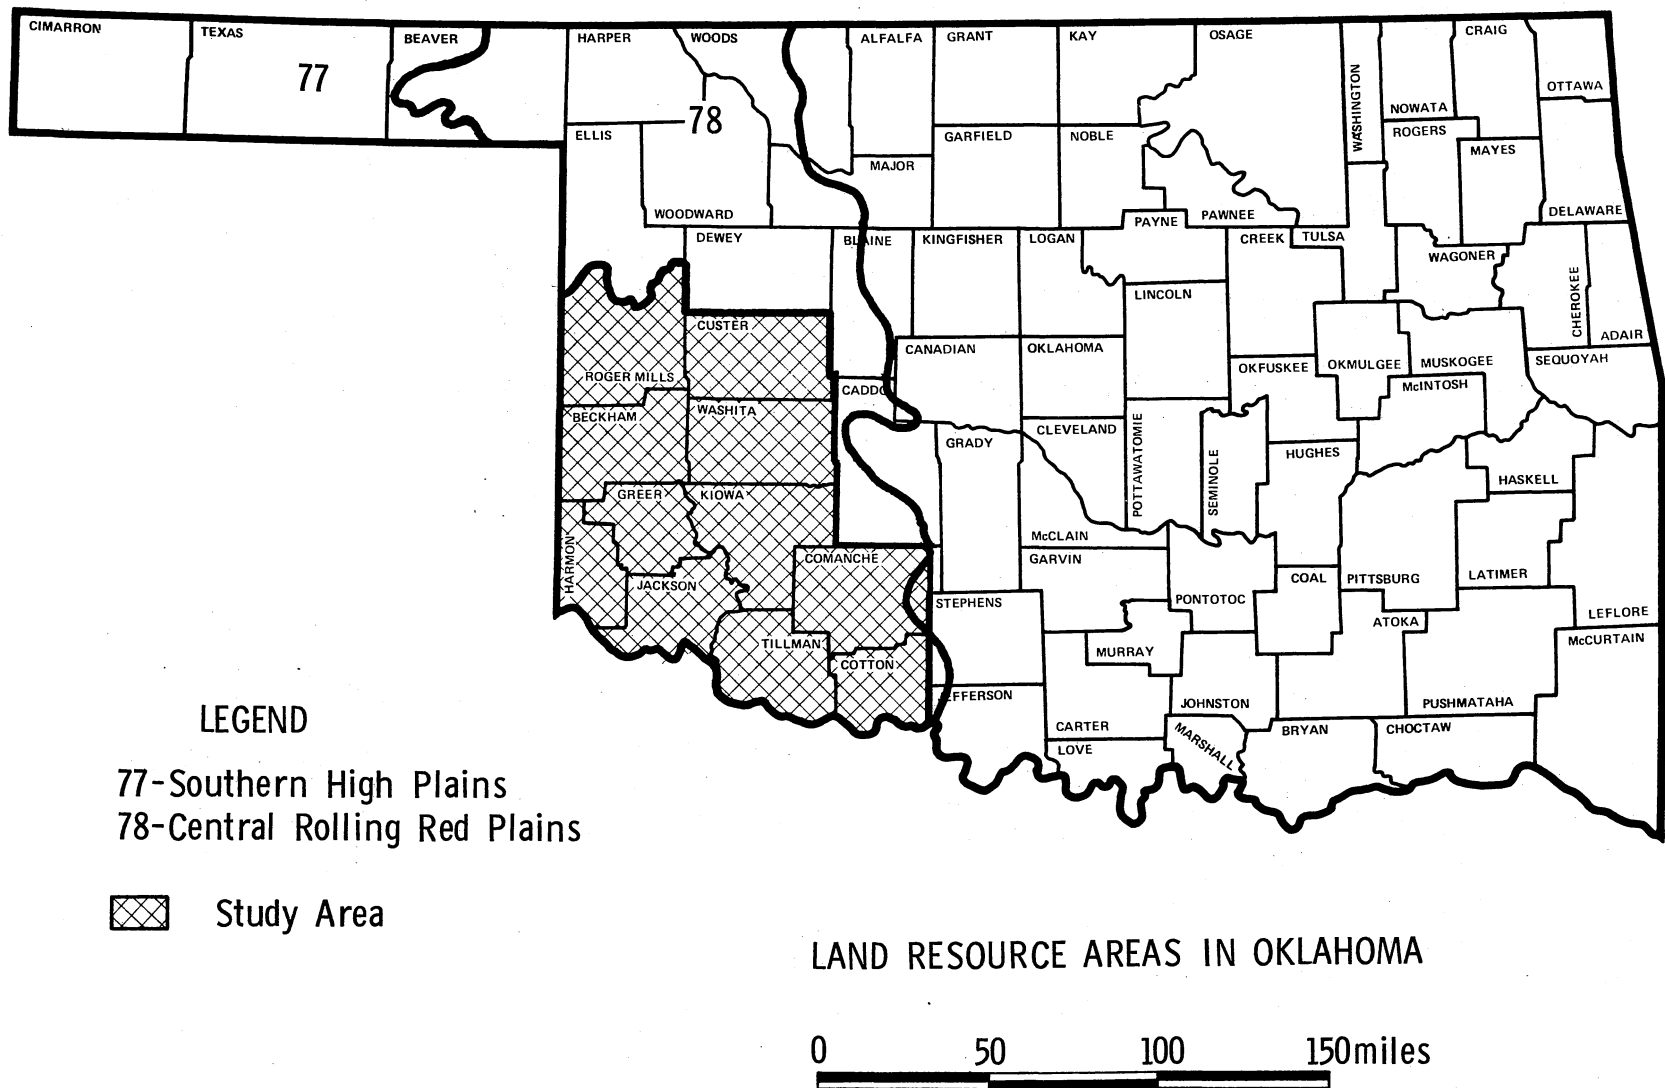 CIMARRON
TEXAS
BEAVER
HARPER
WOODS
ALFALFA
GRANT
KAY
OSAGE
WASHINGTON
NOWATA
CRAIG
OTTAWA
77
78
ELLIS
GARFIELD
NOBLE
ROGERS
MAYES
MAJOR
WOODWARD
PAWNEE
PAYNE
DELAWARE
DEWEY
BLAINE
KINGFISHER
LOGAN
CREEK
TULSA
WAGONER
CHEROKEE
ADAIR
LINCOLN
CUSTER
CANADIAN
OKLAHOMA
OKFUSKEE
OKMULGEE
MUSKOGEE
SEQUOYAH
McINTOSH
ROGER MILLS
CADDO
BECKHAM
WASHITA
CLEVELAND
POTTAWATOMIE
SEMINOLE
GRADY
HUGHES
HASKELL
GREER
KIOWA
McCLAIN
HARMON
COMANCHE
GARVIN
JACKSON
COAL
PITTSBURG
LATIMER
STEPHENS
PONTOTOC
ATOKA
LEFLORE
McCURTAIN
TILLMAN
COTTON
MURRAY
JEFFERSON
JOHNSTON
PUSHMATAHA
CARTER
MARSHALL
BRYAN
CHOCTAW
LOVE
LEGEND
77-Southern High Plains
78-Central Rolling Red Plains
Study Area
LAND RESOURCE AREAS IN OKLAHOMA
0 50 100 150 miles